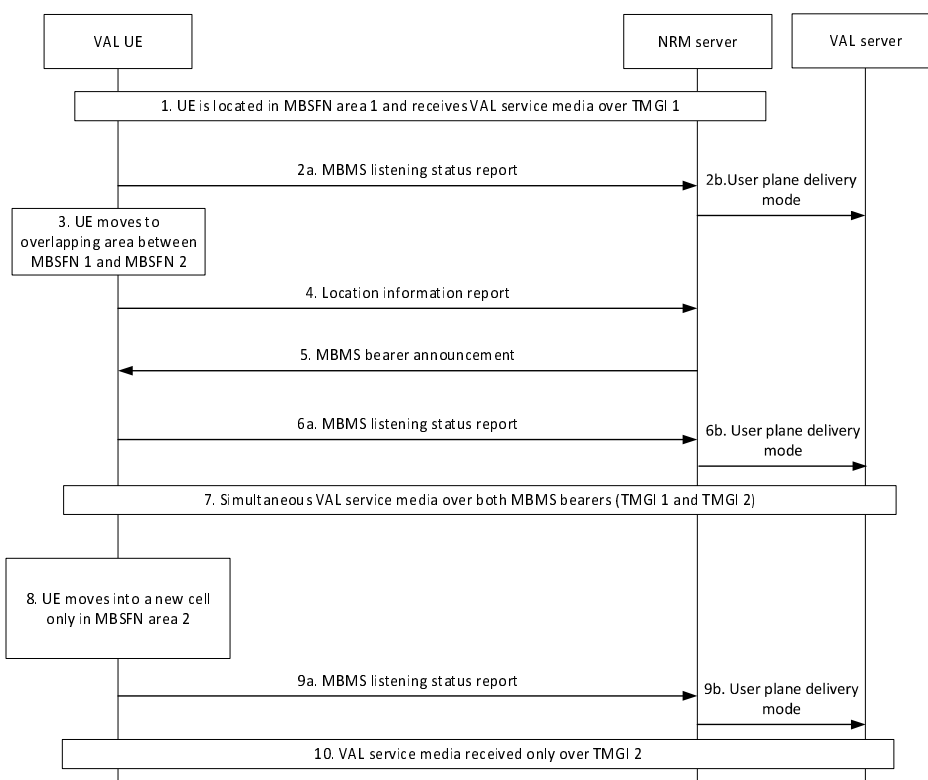 VAL UE
NRM server
VAL server
1. UE is located in MBSFN area 1 and receives VAL service media over TMGI 1
2a. MBMS listening status report
2b.User plane delivery
mode
3. UE moves to
overlapping area between
MBSFN 1 and MBSFN 2
4. Location information report
5. MBMS bearer announcement
6a. MBMS listening status report
6b. User plane delivery
mode
7. Simultaneous VAL service media over both MBMS bearers (TMGI 1 and TMGI 2)
8. UE moves into a new cell
only in MBSFN area 2
9a. MBMS listening status report
9b. User plane delivery
mode
10. VAL service media received only over TMGI 2